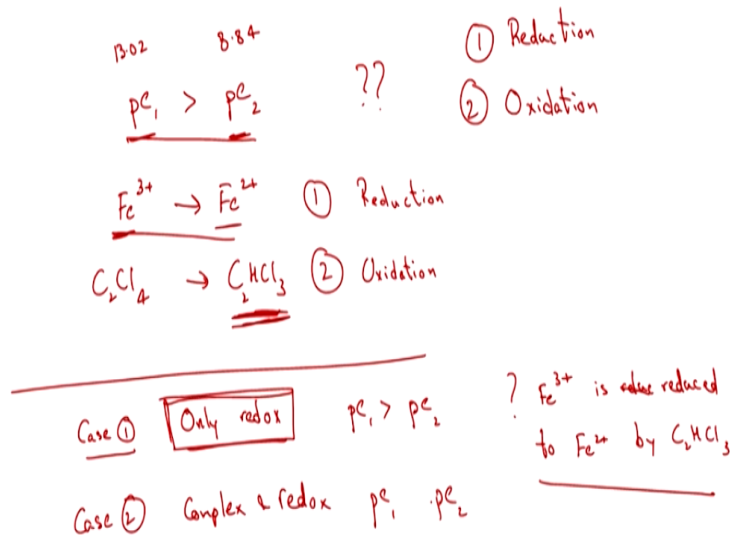 13.02 8.84
pe₁ > pe₂ ??
① Reduction
② Oxidation
Fe³⁺ → Fe²⁺ ① Reduction
C₂Cl₄ → C₂HCl₃ ② Oxidation
Case ① Only redox pe₁ > pe₂
? Fe³⁺ is reduced
to Fe²⁺ by C₂HCl₃
Case ② Complex & redox pe₁ . pe₂